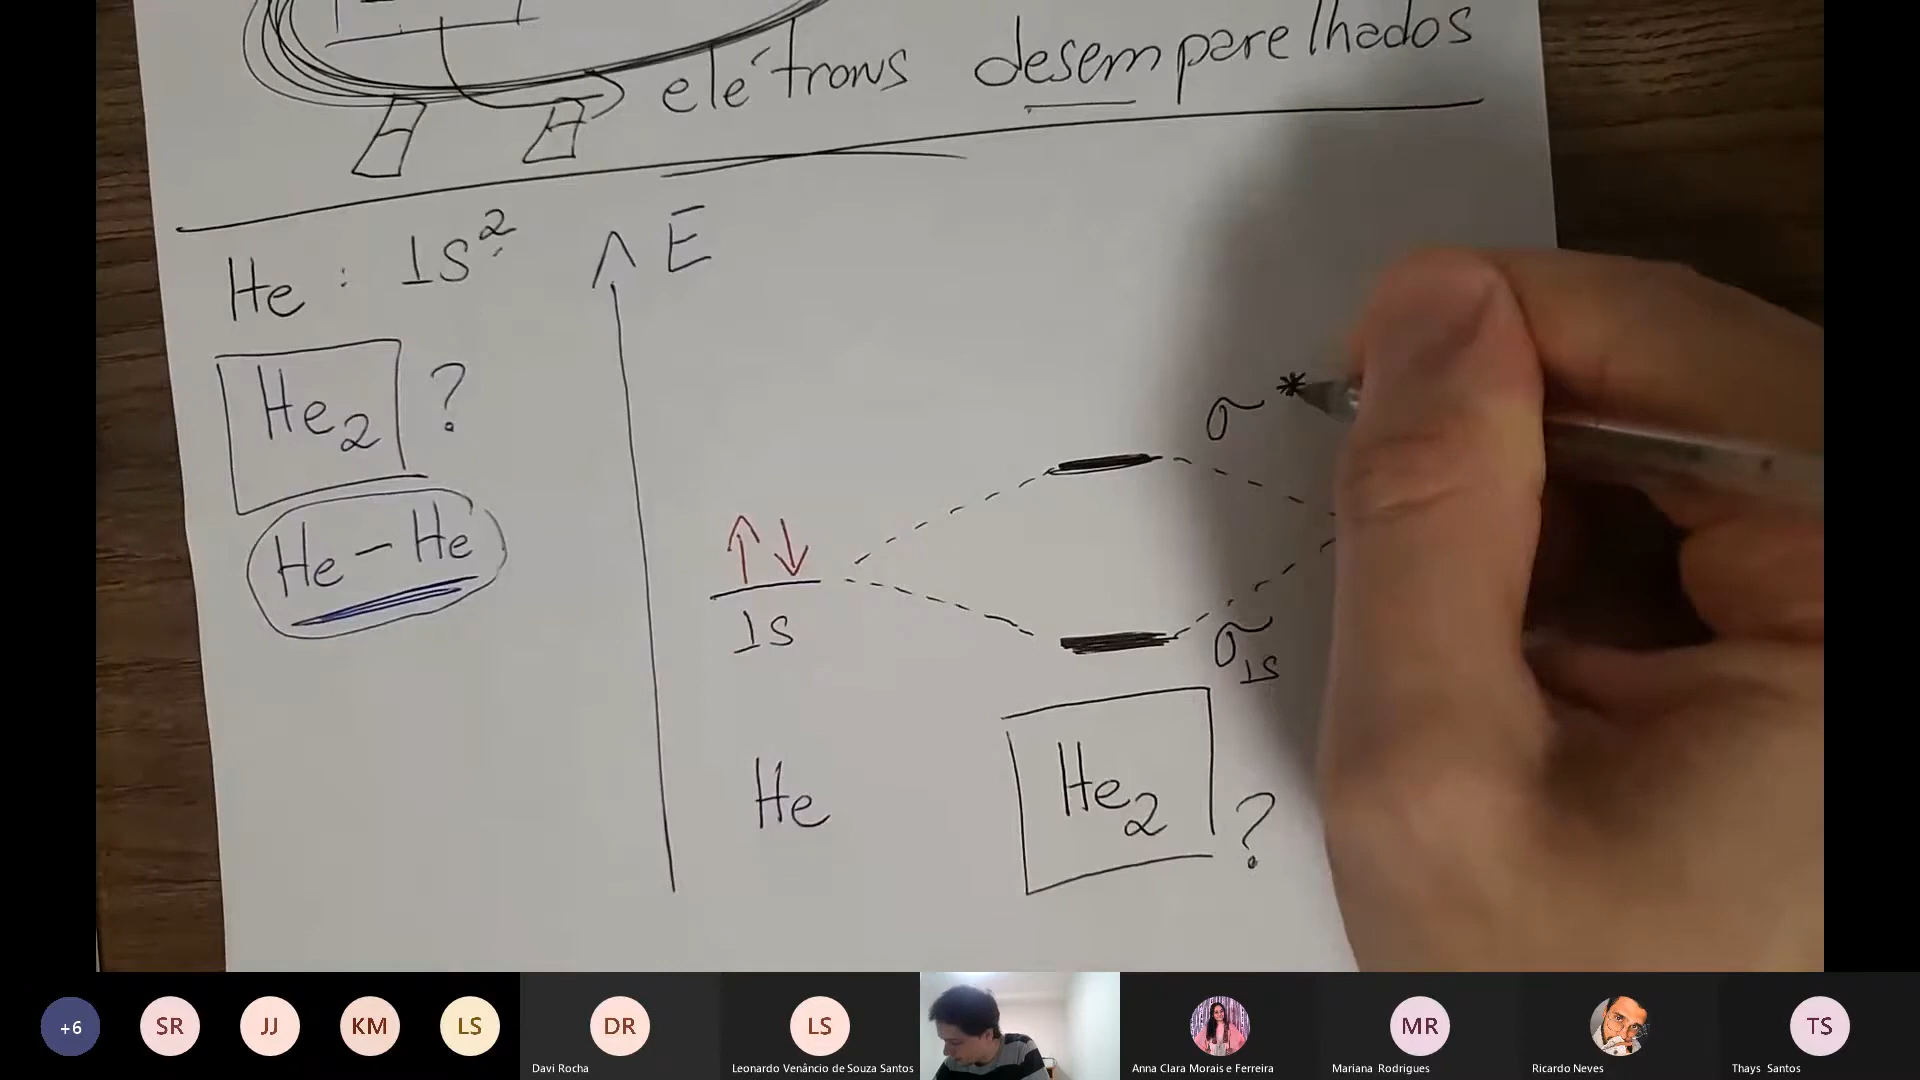 elétrons desemparelhados
He : 1s²
E
He₂ ?
He – He
σ*
1s
σ1s
He
He₂ ?
+6
SR
JJ
KM
LS
DR
Davi Rocha
LS
Leonardo Venâncio de Souza Santos
Anna Clara Morais e Ferreira
MR
Mariana Rodrigues
Ricardo Neves
TS
Thays Santos